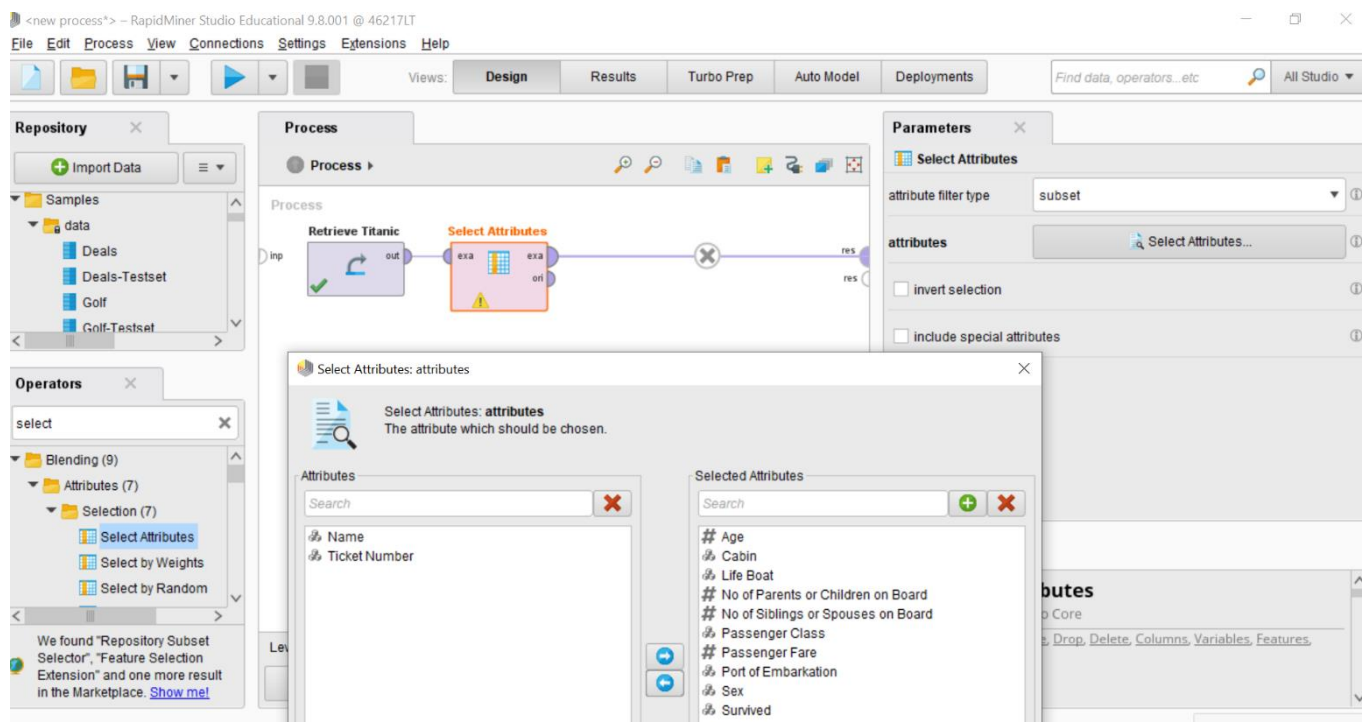 <new process*> – RapidMiner Studio Educational 9.8.001 @ 46217LT
File Edit Process View Connections Settings Extensions Help
Views: Design Results Turbo Prep Auto Model Deployments Find data, operators...etc All Studio
Repository
Import Data
Samples
data
Deals
Deals-Testset
Golf
Golf-Testset
Operators
select
Blending (9)
Attributes (7)
Selection (7)
Select Attributes
Select by Weights
Select by Random
We found "Repository Subset
Selector", "Feature Selection
Extension" and one more result
in the Marketplace. Show me!
Process
Process
Process
Retrieve Titanic
Select Attributes
inp
out
exa
exa
ori
res
res
Parameters
Select Attributes
attribute filter type subset
attributes Select Attributes...
invert selection
include special attributes
Select Attributes: attributes
Select Attributes: attributes
The attribute which should be chosen.
Attributes
Search
Name
Ticket Number
Selected Attributes
Search
Age
Cabin
Life Boat
No of Parents or Children on Board
No of Siblings or Spouses on Board
Passenger Class
Passenger Fare
Port of Embarkation
Sex
Survived
butes
Core
Drop, Delete, Columns, Variables, Features,
Lev